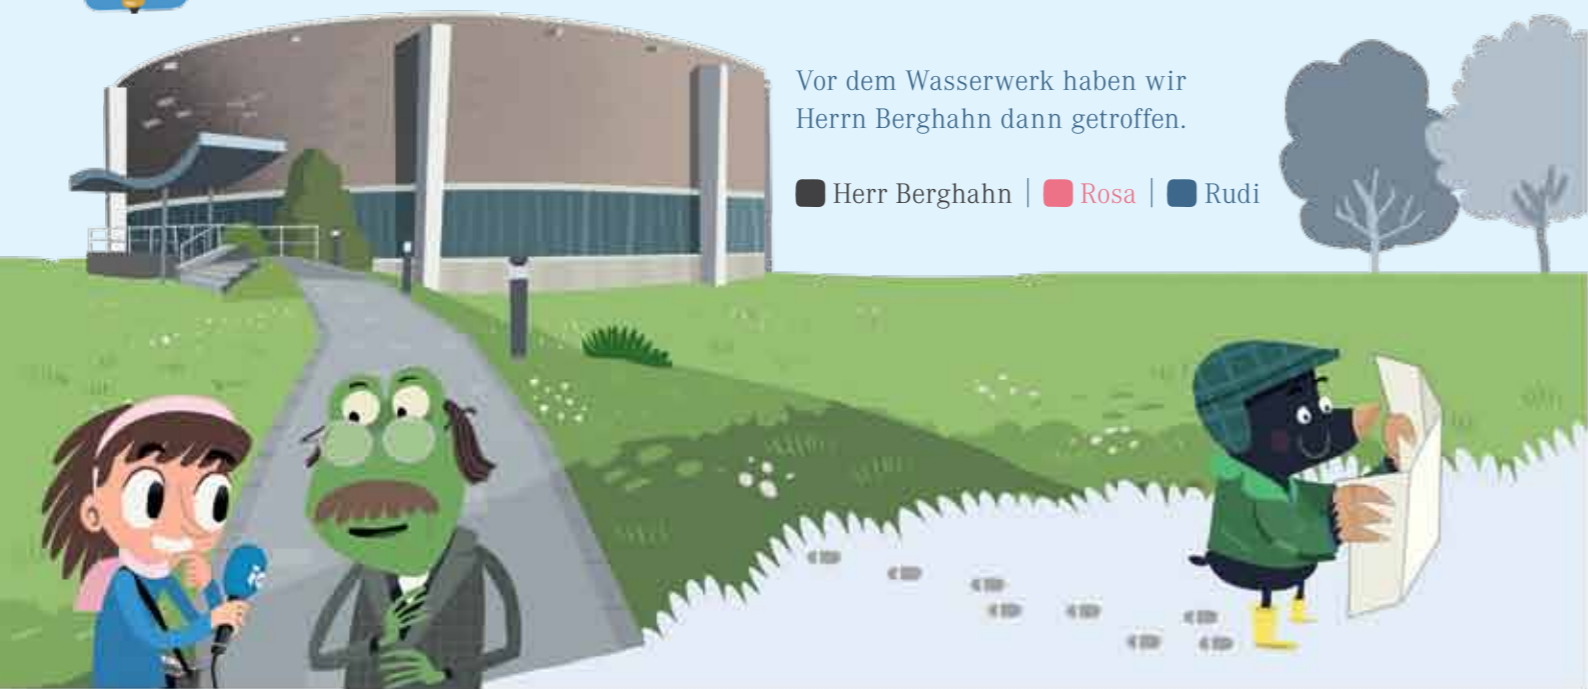 Vor dem Wasserwerk haben wir
Herrn Berghahn dann getroffen.
Herr Berghahn | Rosa | Rudi